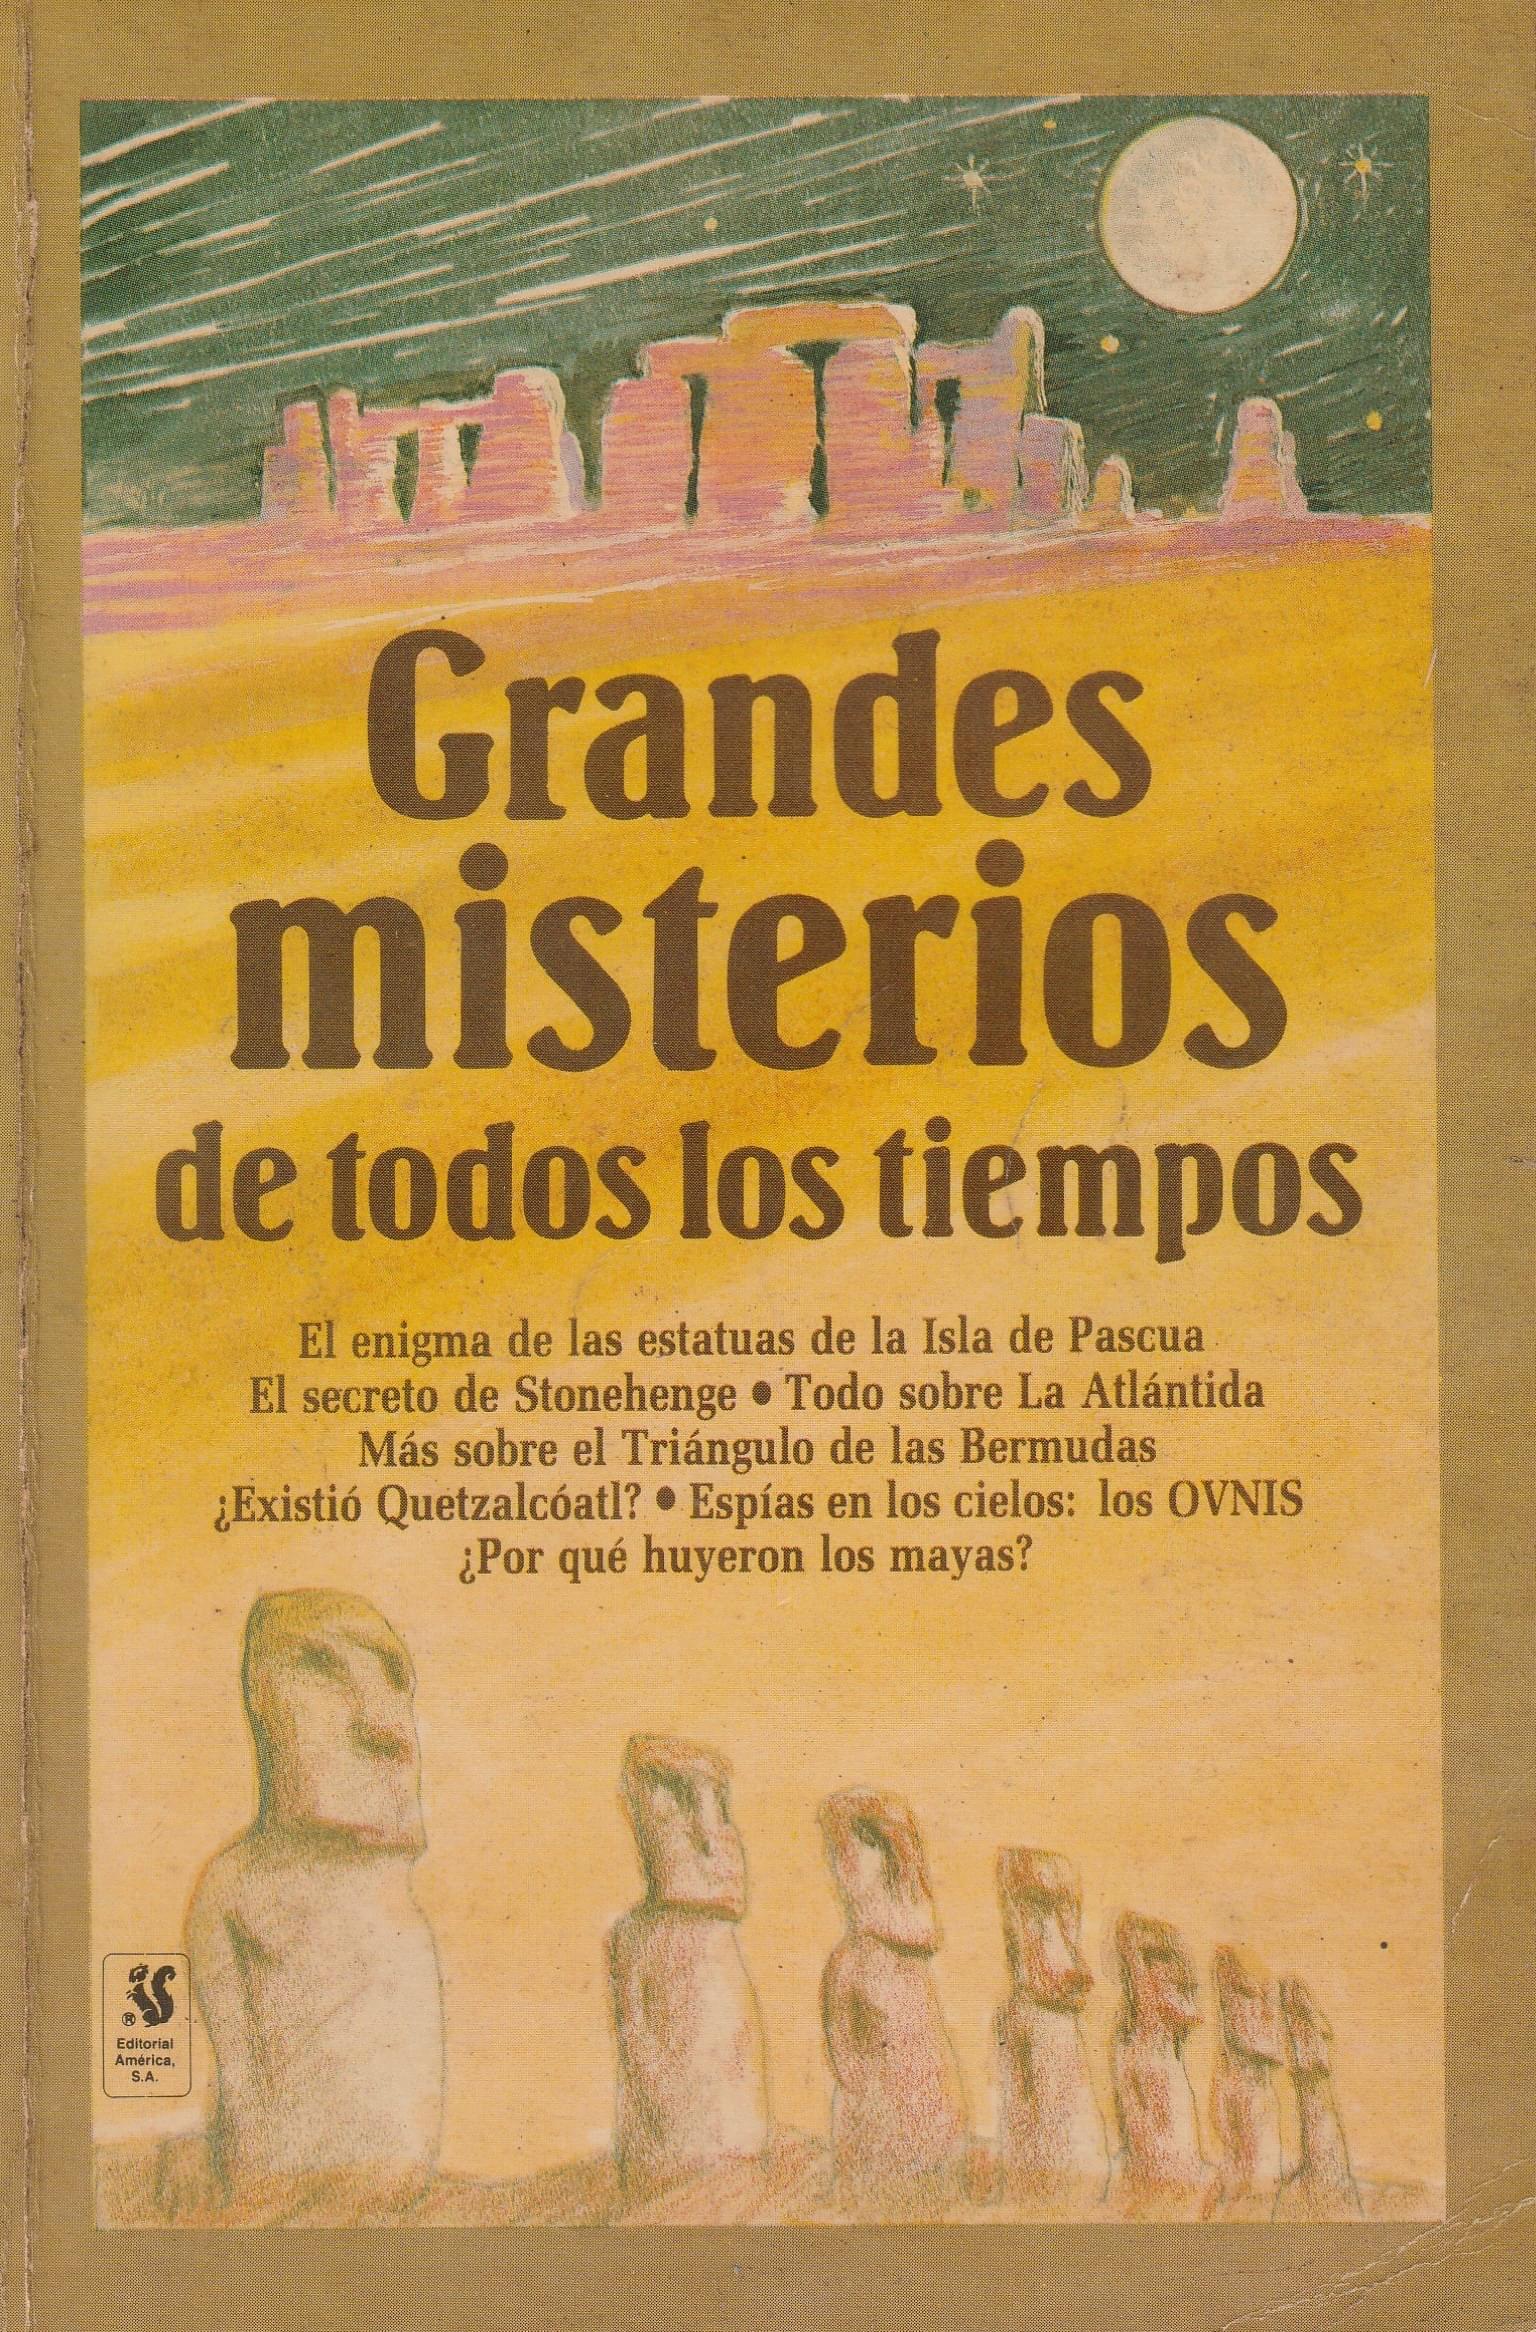 Grandes
misterios
de todos los tiempos
El enigma de las estatuas de la Isla de Pascua
El secreto de Stonehenge • Todo sobre La Atlántida
Más sobre el Triángulo de las Bermudas
¿Existió Quetzalcóatl? • Espías en los cielos: los OVNIS
¿Por qué huyeron los mayas?
®
Editorial
América,
S.A.